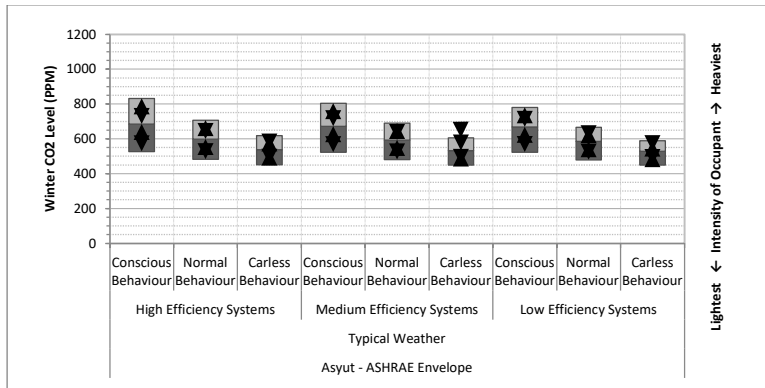 Winter CO2 Level (PPM)
1200
1000
800
600
400
200
0
Conscious Behaviour
Normal Behaviour
Carless Behaviour
Conscious Behaviour
Normal Behaviour
Carless Behaviour
Conscious Behaviour
Normal Behaviour
Carless Behaviour
High Efficiency Systems
Medium Efficiency Systems
Low Efficiency Systems
Typical Weather
Asyut - ASHRAE Envelope
Lightest ← Intensity of Occupant → Heaviest